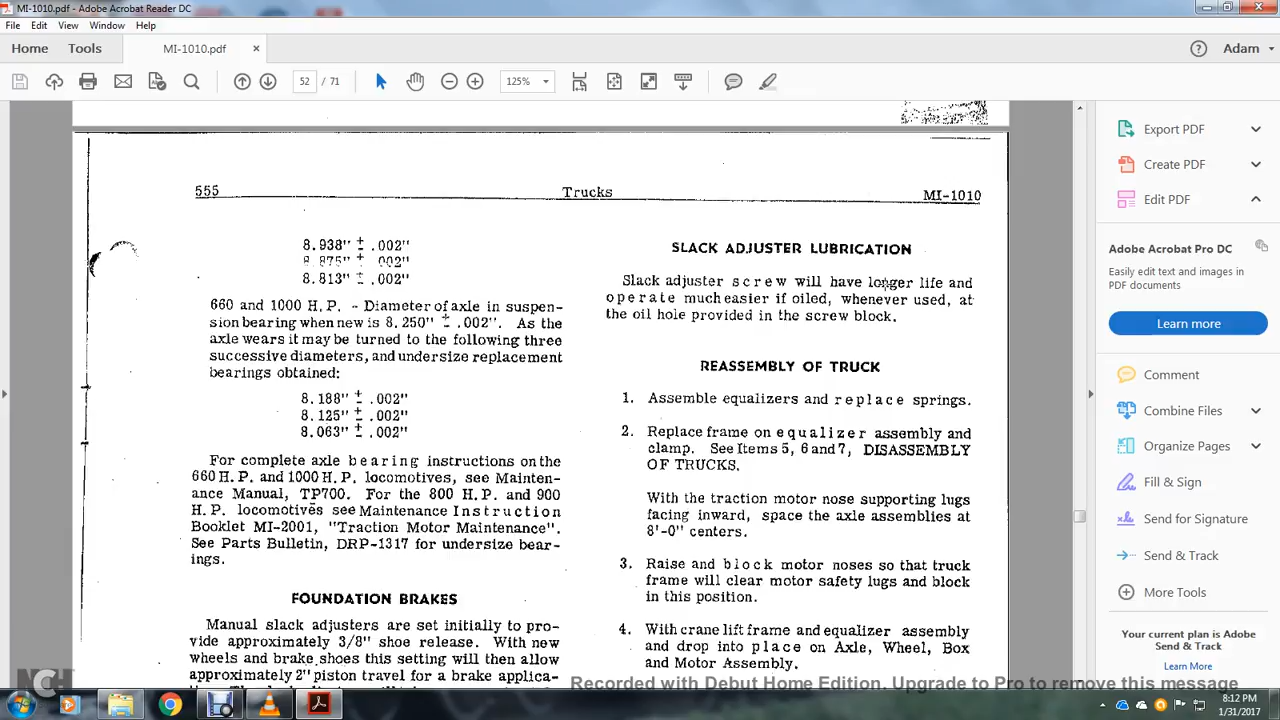 MI-1010.pdf - Adobe Acrobat Reader DC
File Edit View Window Help
Home Tools MI-1010.pdf × Adam
52 / 71 125%
555 Trucks MI-1010
8.938" ± .002"
8.875" ± .002"
8.813" ± .002"
660 and 1000 H. P. - Diameter of axle in suspen-
sion bearing when new is 8.250" ± .002". As the
axle wears it may be turned to the following three
successive diameters, and undersize replacement
bearings obtained:
8.188" ± .002"
8.125" ± .002"
8.063" ± .002"
For complete axle bearing instructions on the
660 H. P. and 1000 H. P. locomotives, see Mainten-
ance Manual, TP700. For the 800 H. P. and 900
H. P. locomotives see Maintenance Instruction
Booklet MI-2001, "Traction Motor Maintenance".
See Parts Bulletin, DRP-1317 for undersize bear-
ings.
FOUNDATION BRAKES
Manual slack adjusters are set initially to pro-
vide approximately 3/8" shoe release. With new
wheels and brake shoes this setting will then allow
approximately 2" piston travel for a brake applica-
SLACK ADJUSTER LUBRICATION
Slack adjuster screw will have longer life and
operate much easier if oiled, whenever used, at
the oil hole provided in the screw block.
REASSEMBLY OF TRUCK
1. Assemble equalizers and replace springs.
2. Replace frame on equalizer assembly and
clamp. See Items 5, 6 and 7, DISASSEMBLY
OF TRUCKS.
With the traction motor nose supporting lugs
facing inward, space the axle assemblies at
8'-0" centers.
3. Raise and block motor noses so that truck
frame will clear motor safety lugs and block
in this position.
4. With crane lift frame and equalizer assembly
and drop into place on Axle, Wheel, Box
and Motor Assembly.
Export PDF
Create PDF
Edit PDF
Adobe Acrobat Pro DC
Easily edit text and images in
PDF documents
Learn more
Comment
Combine Files
Organize Pages
Fill & Sign
Send for Signature
Send & Track
More Tools
Your current plan is Adobe
Send & Track
Learn More
NCH
Recorded with Debut Home Edition. Upgrade to Pro to remove this message
8:12 PM
1/31/2017